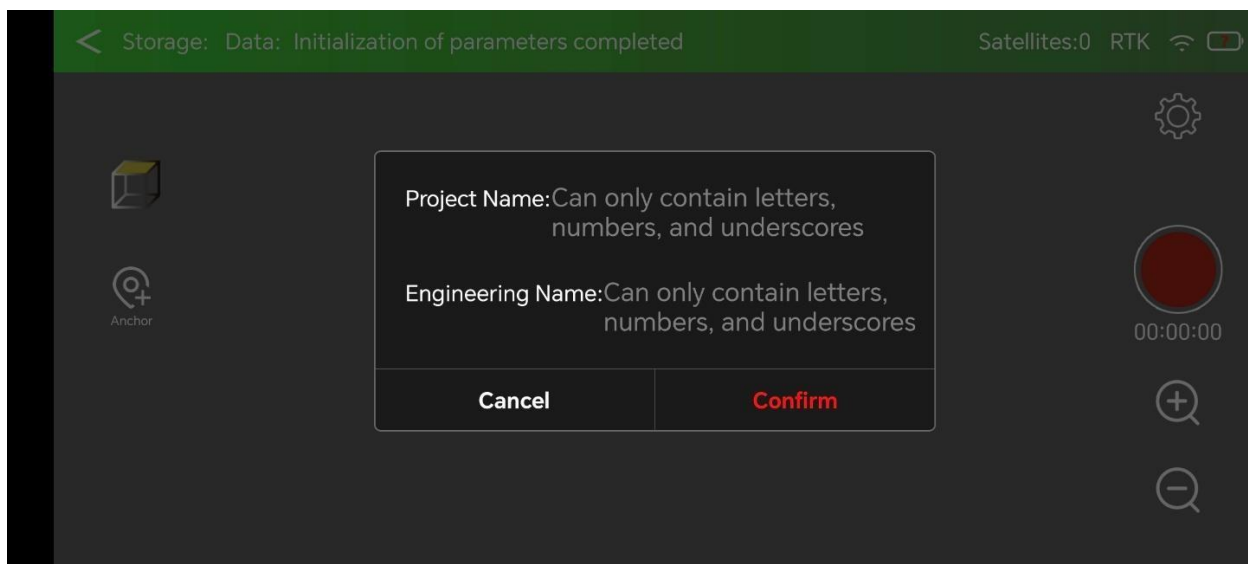 Storage: Data: Initialization of parameters completed Satellites:0 RTK 7
Project Name:Can only contain letters,
numbers, and underscores
Engineering Name:Can only contain letters,
numbers, and underscores
Anchor
00:00:00
Cancel Confirm